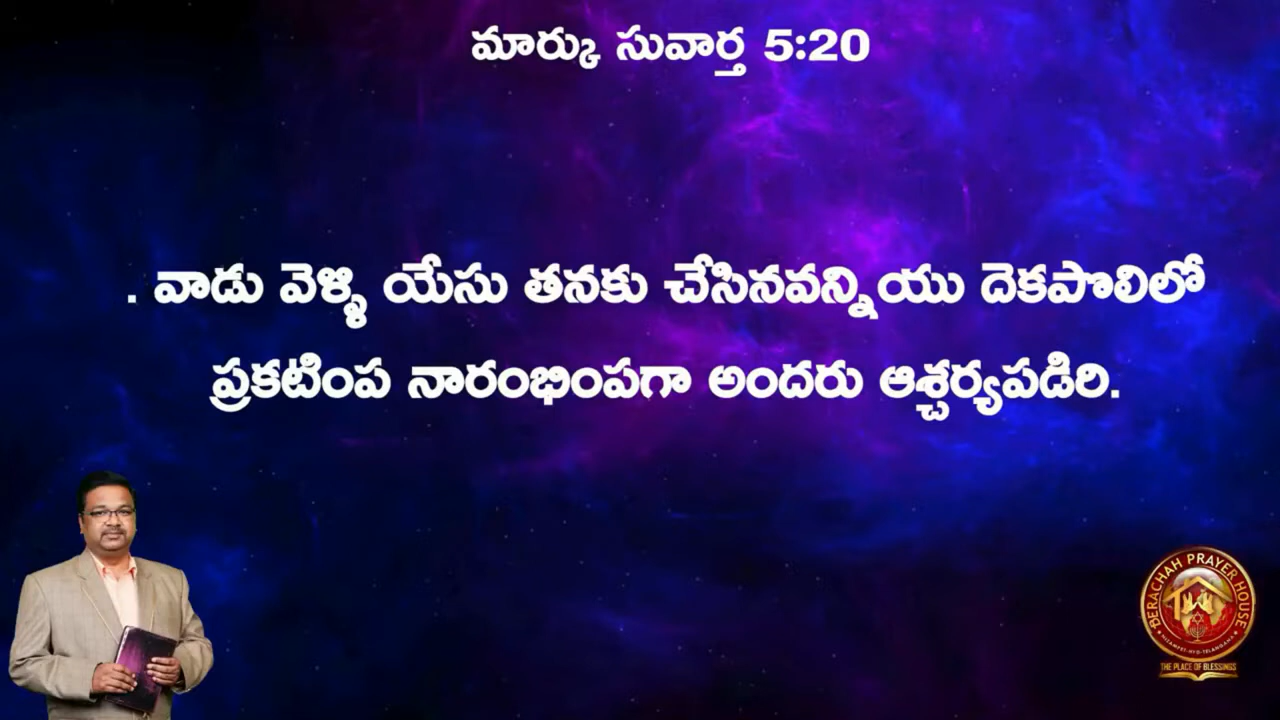 మార్కు సువార్త 5:20
. వాడు వెళ్ళి యేసు తనకు చేసినవన్నియు దెకపొలిలో
ప్రకటింప నారంభింపగా అందరు ఆశ్చర్యపడిరి.
BERACHAH PRAYER HOUSE
THE PLACE OF BLESSINGS